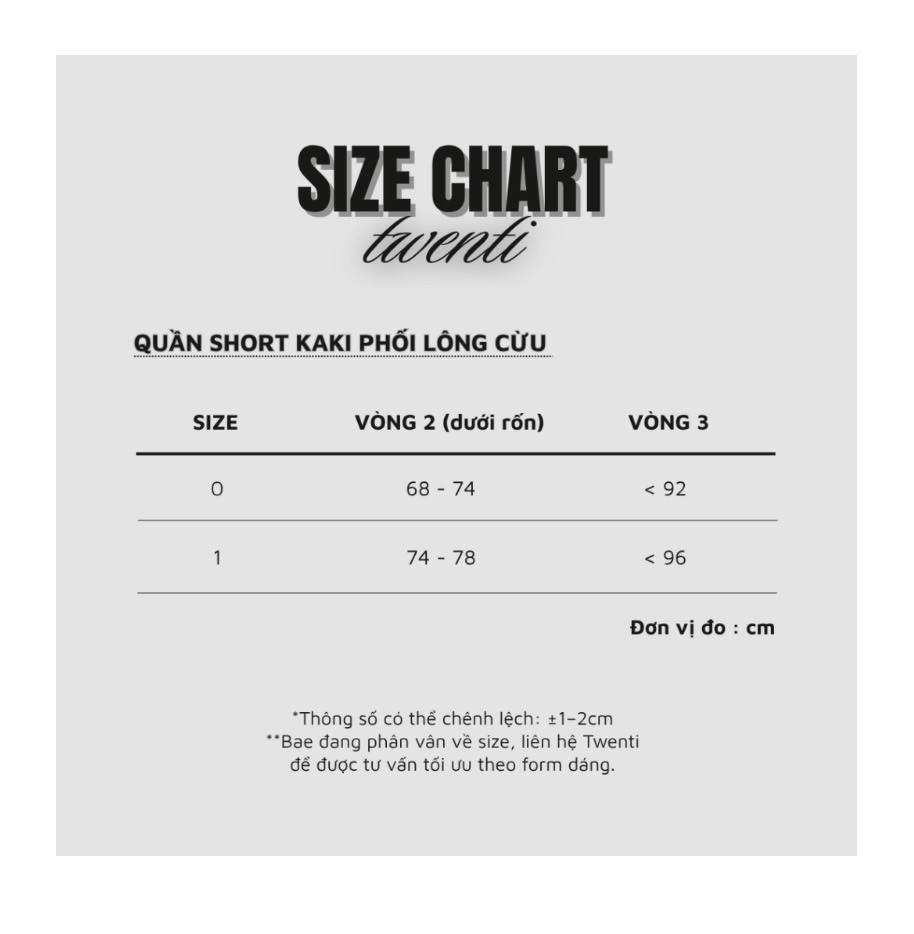 SIZE CHART
twenti
QUẦN SHORT KAKI PHỐI LÔNG CỪU
SIZE VÒNG 2 (dưới rốn) VÒNG 3
0 68 - 74 < 92
1 74 - 78 < 96
Đơn vị đo : cm
*Thông số có thể chênh lệch: ±1–2cm
**Bae đang phân vân về size, liên hệ Twenti
để được tư vấn tối ưu theo form dáng.